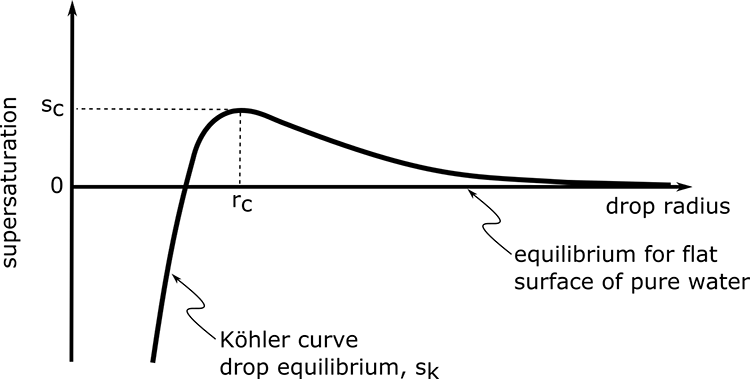 supersaturation
sc
0
rc
drop radius
equilibrium for flat
surface of pure water
Köhler curve
drop equilibrium, sk